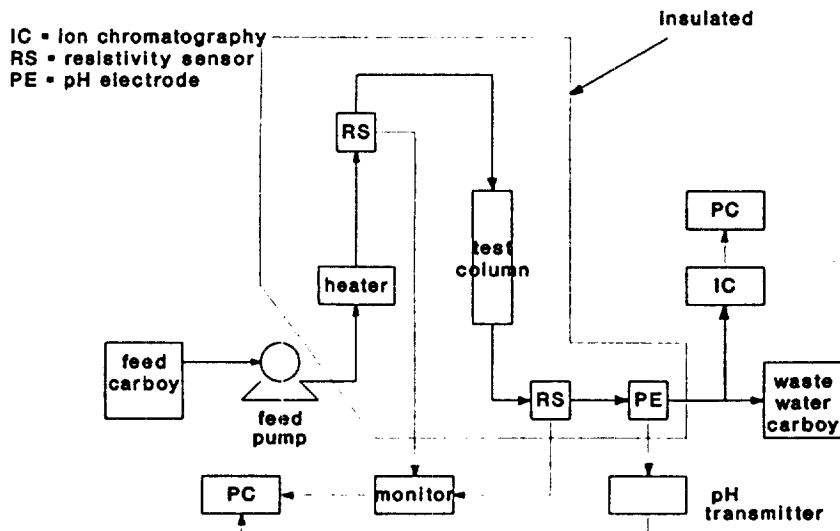 IC = ion chromatography
RS = resistivity sensor
PE = pH electrode
insulated
RS
PC
test
column
heater
IC
feed
carboy
feed
pump
RS
PE
waste
water
carboy
PC
monitor
pH
transmitter